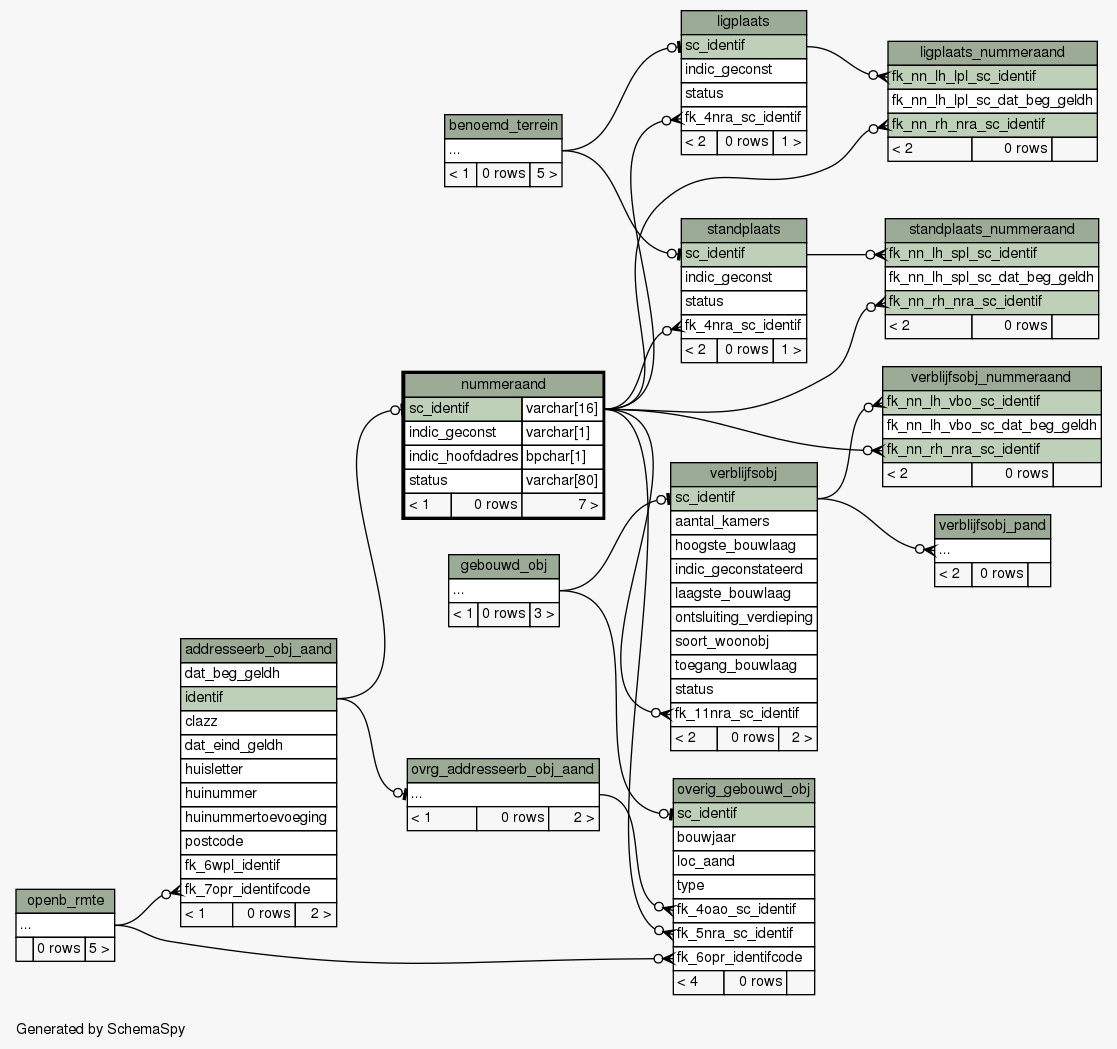 ligplaats
sc_identif
indic_geconst
status
fk_4nra_sc_identif
< 2 0 rows 1 >
ligplaats_nummeraand
fk_nn_lh_lpl_sc_identif
fk_nn_lh_lpl_sc_dat_beg_geldh
fk_nn_rh_nra_sc_identif
< 2 0 rows
benoemd_terrein
...
< 1 0 rows 5 >
standplaats
sc_identif
indic_geconst
status
fk_4nra_sc_identif
< 2 0 rows 1 >
standplaats_nummeraand
fk_nn_lh_spl_sc_identif
fk_nn_lh_spl_sc_dat_beg_geldh
fk_nn_rh_nra_sc_identif
< 2 0 rows
nummeraand
sc_identif varchar[16]
indic_geconst varchar[1]
indic_hoofdadres bpchar[1]
status varchar[80]
< 1 0 rows 7 >
verblijfsobj_nummeraand
fk_nn_lh_vbo_sc_identif
fk_nn_lh_vbo_sc_dat_beg_geldh
fk_nn_rh_nra_sc_identif
< 2 0 rows
verblijfsobj
sc_identif
aantal_kamers
hoogste_bouwlaag
indic_geconstateerd
laagste_bouwlaag
ontsluiting_verdieping
soort_woonobj
toegang_bouwlaag
status
fk_11nra_sc_identif
< 2 0 rows 2 >
verblijfsobj_pand
...
< 2 0 rows
gebouwd_obj
...
< 1 0 rows 3 >
addresseerb_obj_aand
dat_beg_geldh
identif
clazz
dat_eind_geldh
huisletter
huinummer
huinummertoevoeging
postcode
fk_6wpl_identif
fk_7opr_identifcode
< 1 0 rows 2 >
ovrg_addresseerb_obj_aand
...
< 1 0 rows 2 >
overig_gebouwd_obj
sc_identif
bouwjaar
loc_aand
type
fk_4oao_sc_identif
fk_5nra_sc_identif
fk_6opr_identifcode
< 4 0 rows
openb_rmte
...
0 rows 5 >
Generated by SchemaSpy